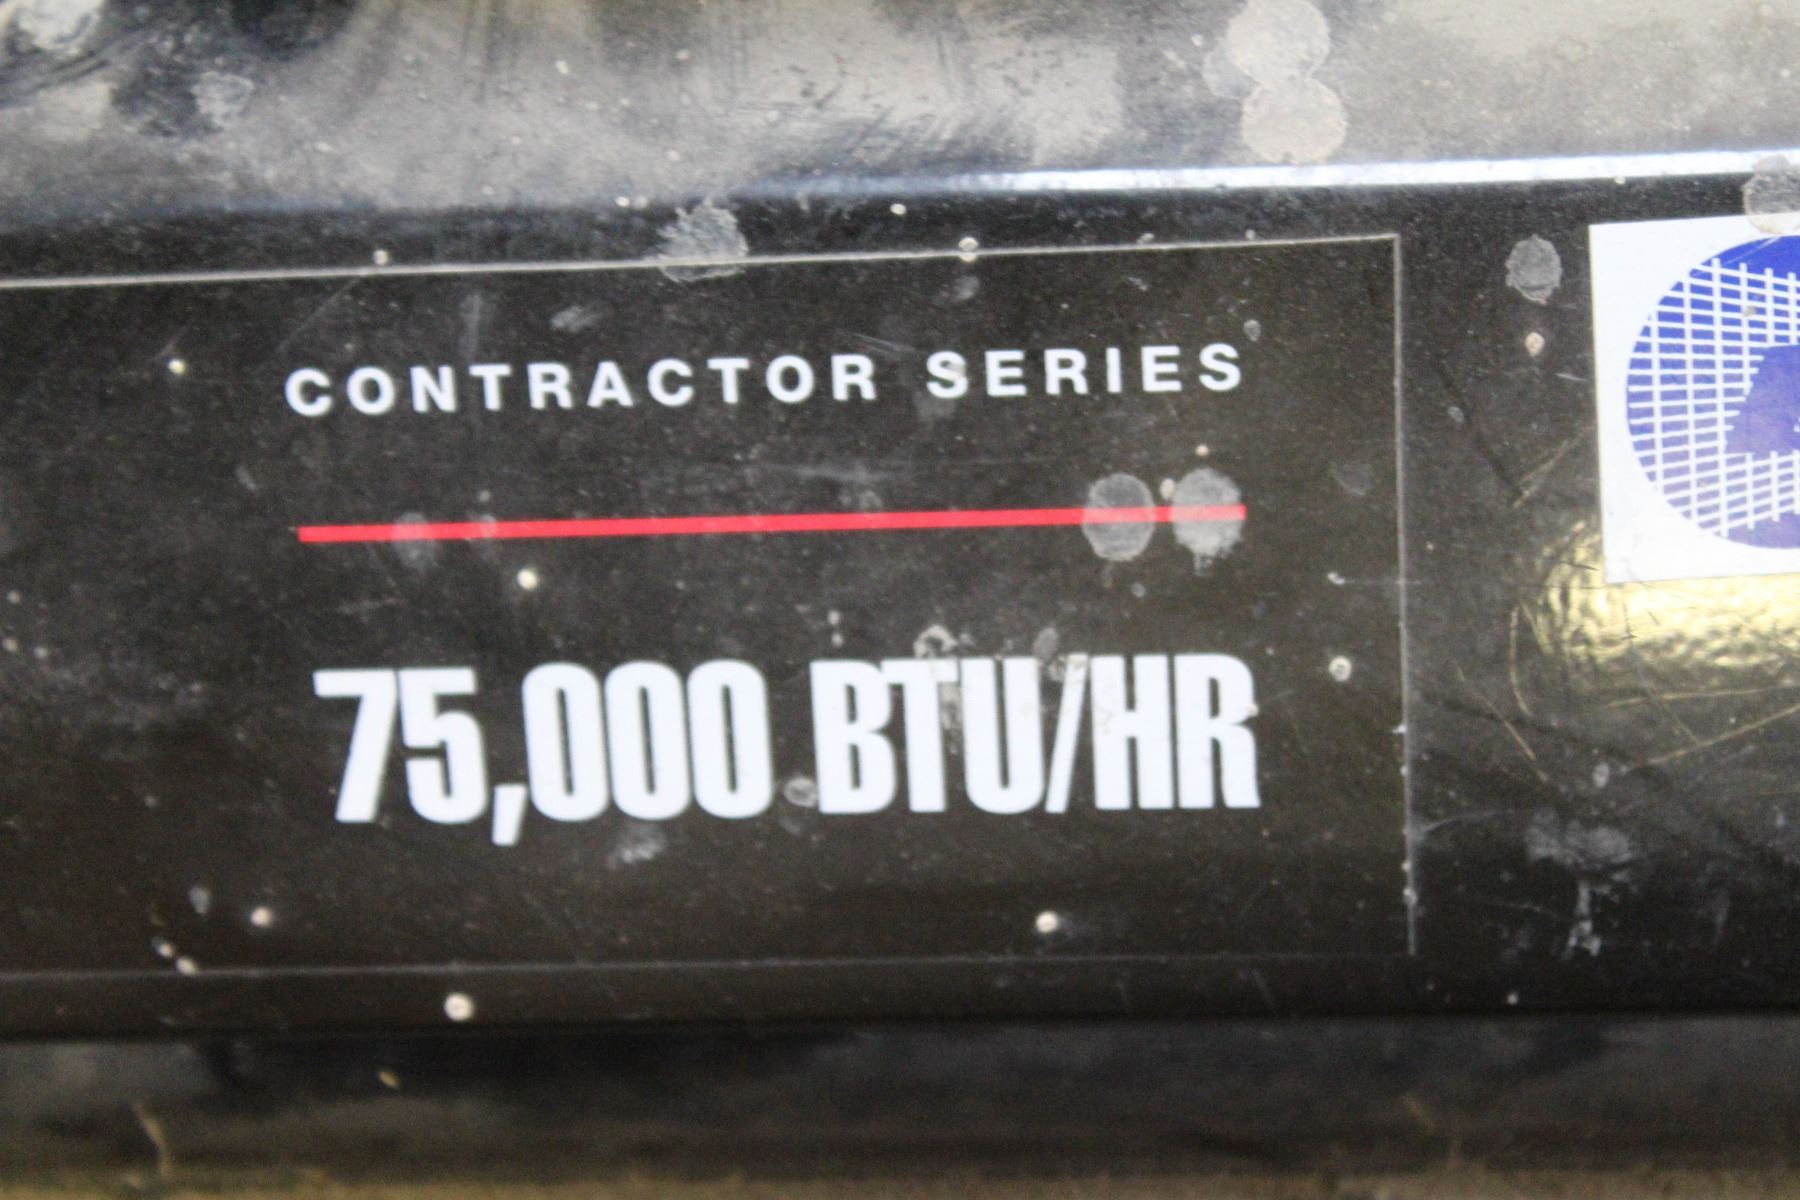 CONTRACTOR SERIES
75,000 BTU/HR